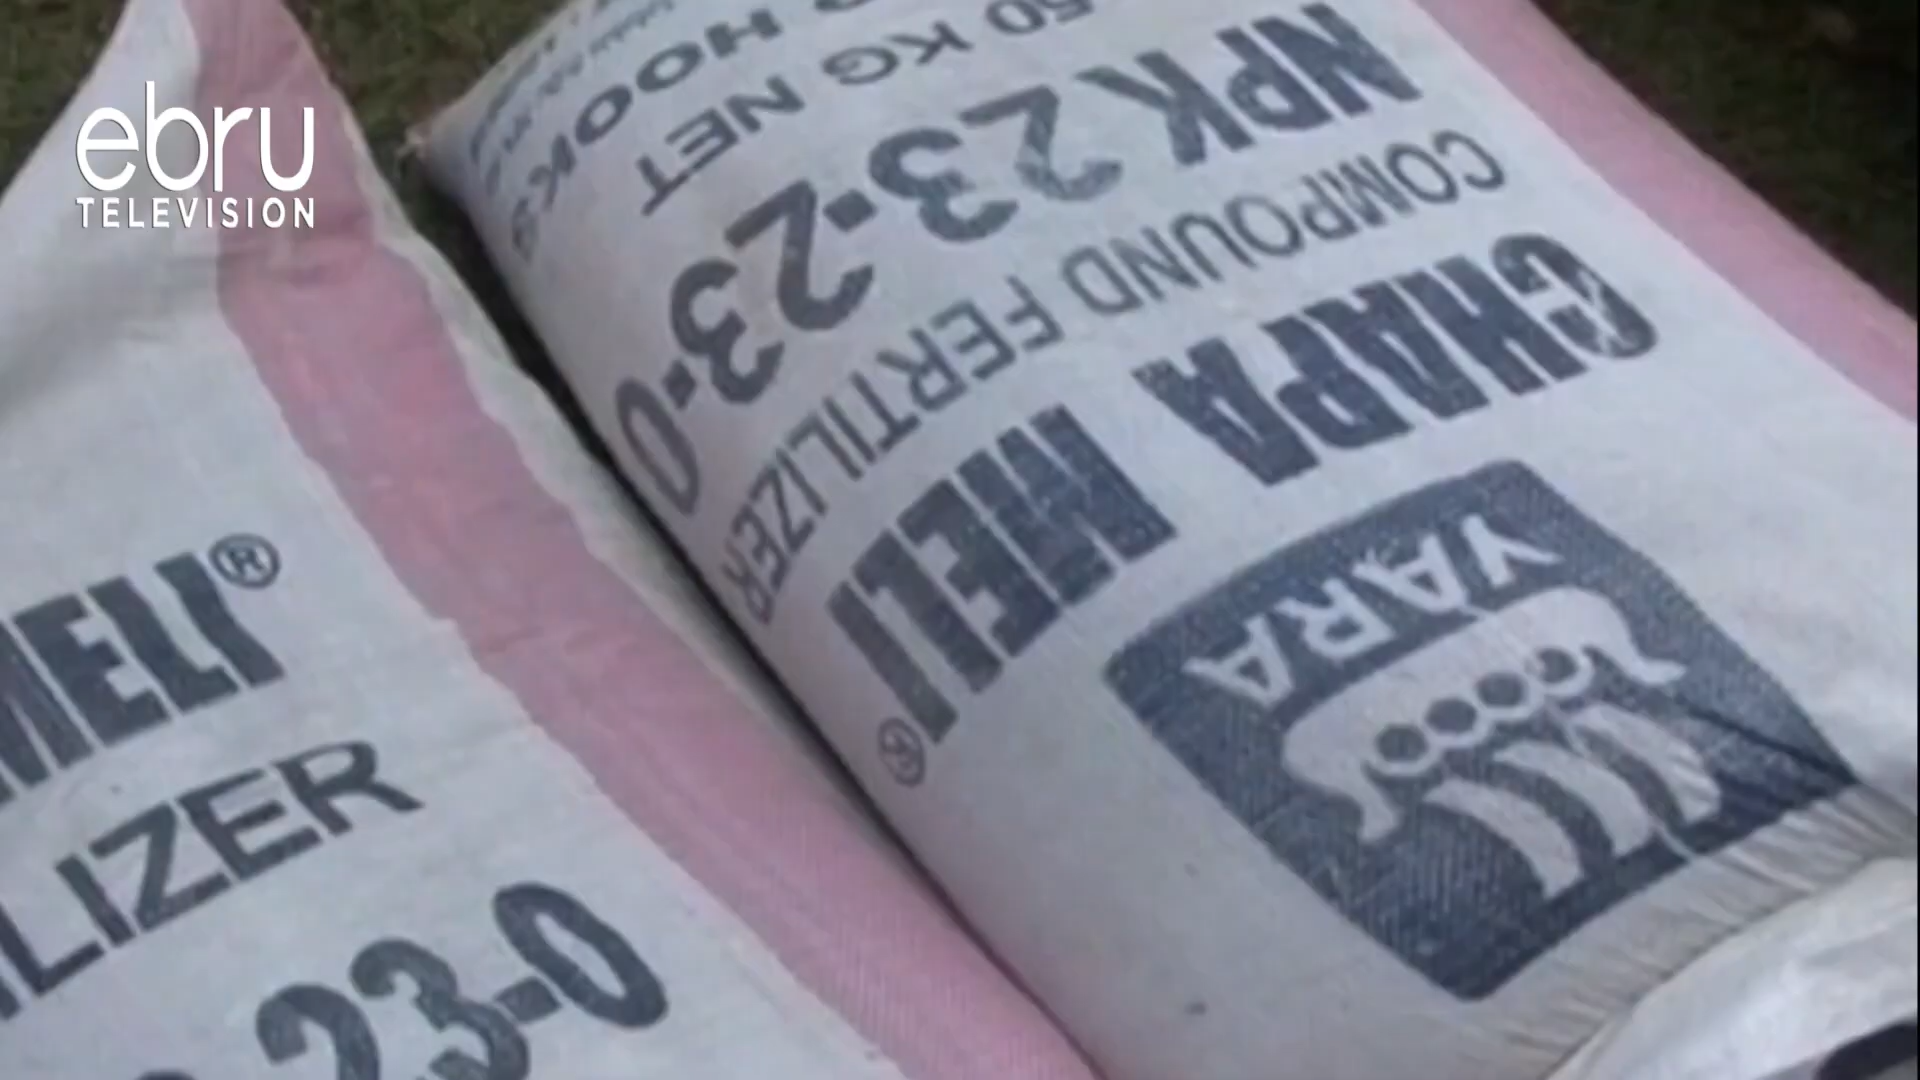 ebru
TELEVISION
YARA
CHAPA MELI®
COMPOUND FERTILIZER
NPK 23-23-0
50 KG NET
HOOKS
MELI®
LIZER
23-0